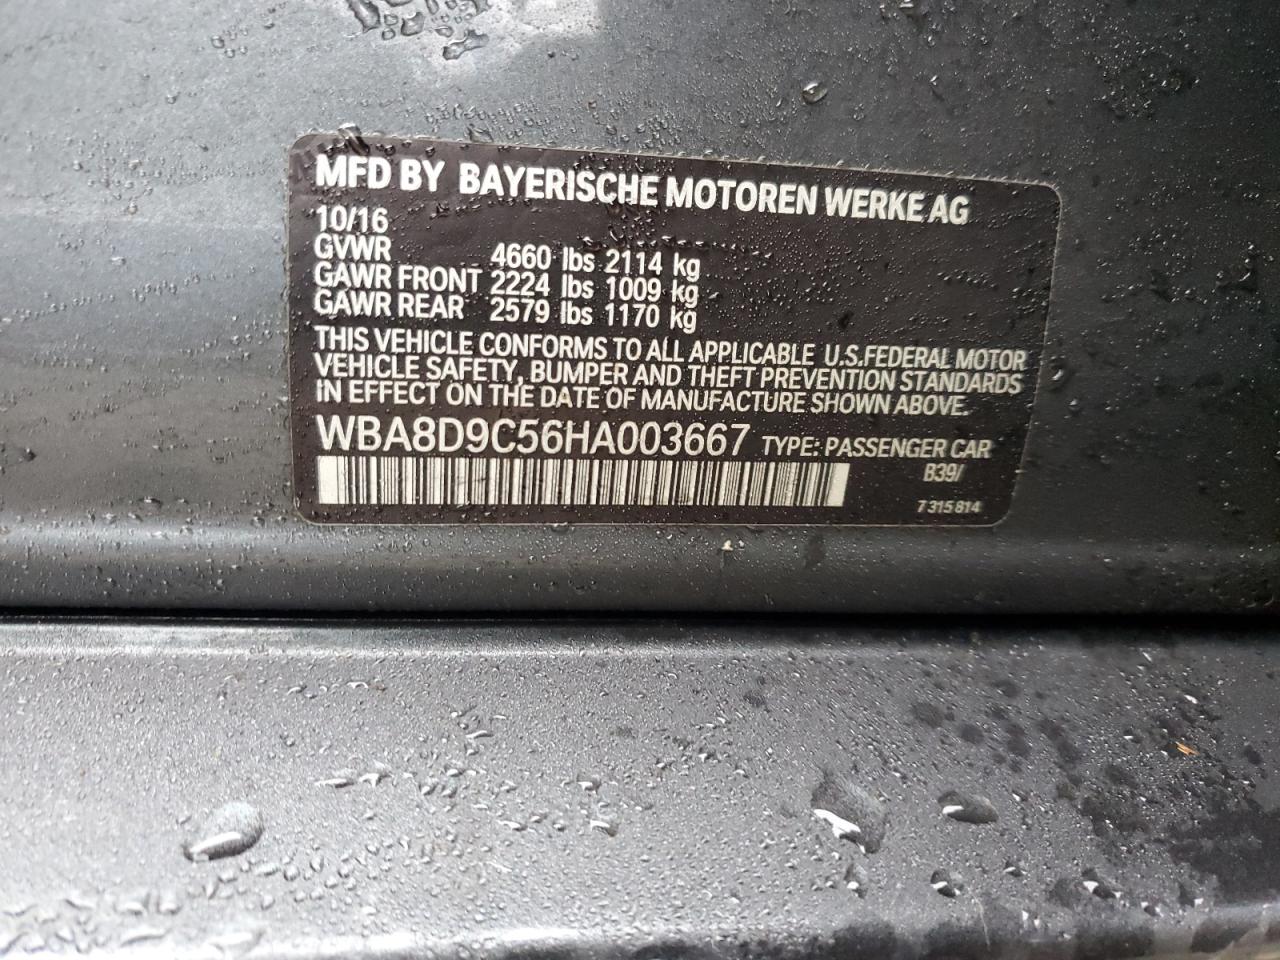 MFD BY BAYERISCHE MOTOREN WERKE AG
10/16
GVWR 4660 lbs 2114 kg
GAWR FRONT 2224 lbs 1009 kg
GAWR REAR 2579 lbs 1170 kg
THIS VEHICLE CONFORMS TO ALL APPLICABLE U.S.FEDERAL MOTOR
VEHICLE SAFETY, BUMPER AND THEFT PREVENTION STANDARDS
IN EFFECT ON THE DATE OF MANUFACTURE SHOWN ABOVE.
WBA8D9C56HA003667 TYPE: PASSENGER CAR
B39/
7 315 814